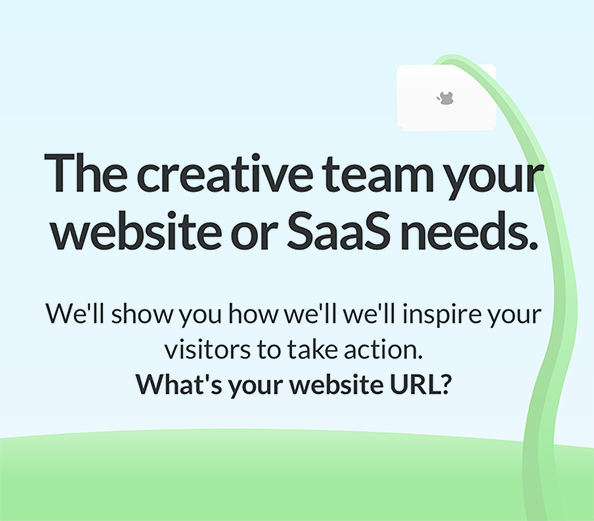 The creative team your
website or SaaS needs.
We'll show you how we'll we'll inspire your
visitors to take action.
What's your website URL?